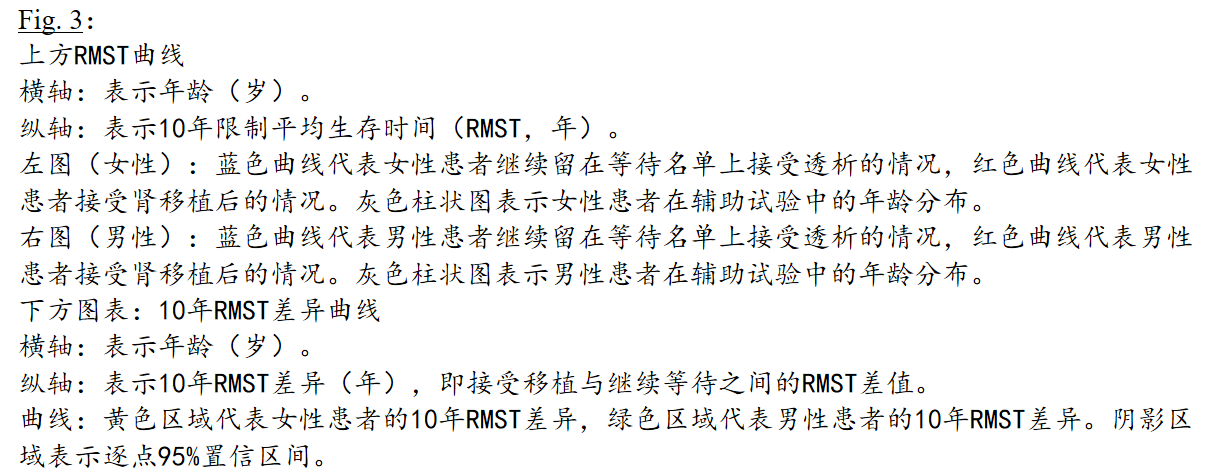 Fig. 3：
上方RMST曲线
横轴：表示年龄（岁）。
纵轴：表示10年限制平均生存时间（RMST，年）。
左图（女性）：蓝色曲线代表女性患者继续留在等待名单上接受透析的情况，红色曲线代表女性
患者接受肾移植后的情况。灰色柱状图表示女性患者在辅助试验中的年龄分布。
右图（男性）：蓝色曲线代表男性患者继续留在等待名单上接受透析的情况，红色曲线代表男性
患者接受肾移植后的情况。灰色柱状图表示男性患者在辅助试验中的年龄分布。
下方图表：10年RMST差异曲线
横轴：表示年龄（岁）。
纵轴：表示10年RMST差异（年），即接受移植与继续等待之间的RMST差值。
曲线：黄色区域代表女性患者的10年RMST差异，绿色区域代表男性患者的10年RMST差异。阴影区
域表示逐点95%置信区间。